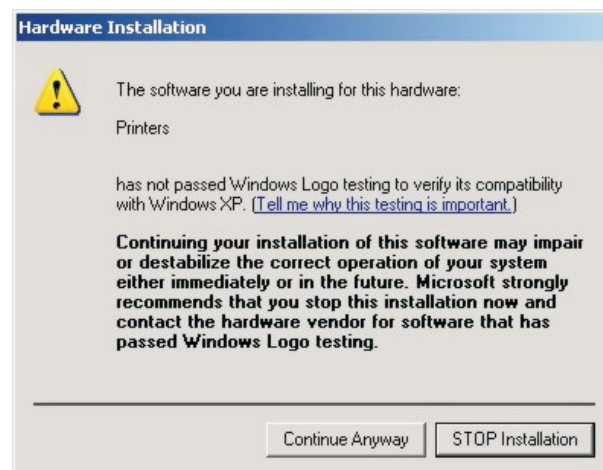 Hardware Installation
The software you are installing for this hardware:
Printers
has not passed Windows Logo testing to verify its compatibility
with Windows XP. (Tell me why this testing is important.)
Continuing your installation of this software may impair
or destabilize the correct operation of your system
either immediately or in the future. Microsoft strongly
recommends that you stop this installation now and
contact the hardware vendor for software that has
passed Windows Logo testing.
Continue Anyway
STOP Installation